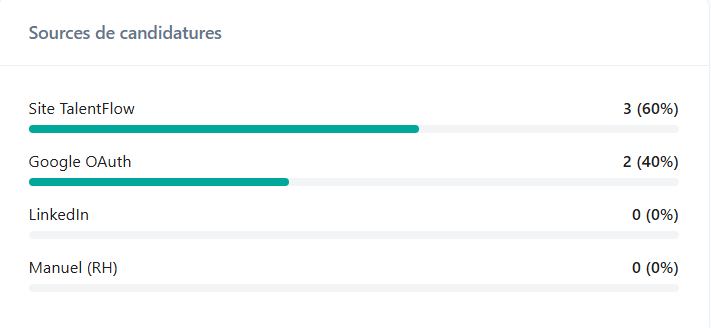 Sources de candidatures
Site TalentFlow 3 (60%)
Google OAuth 2 (40%)
LinkedIn 0 (0%)
Manuel (RH) 0 (0%)